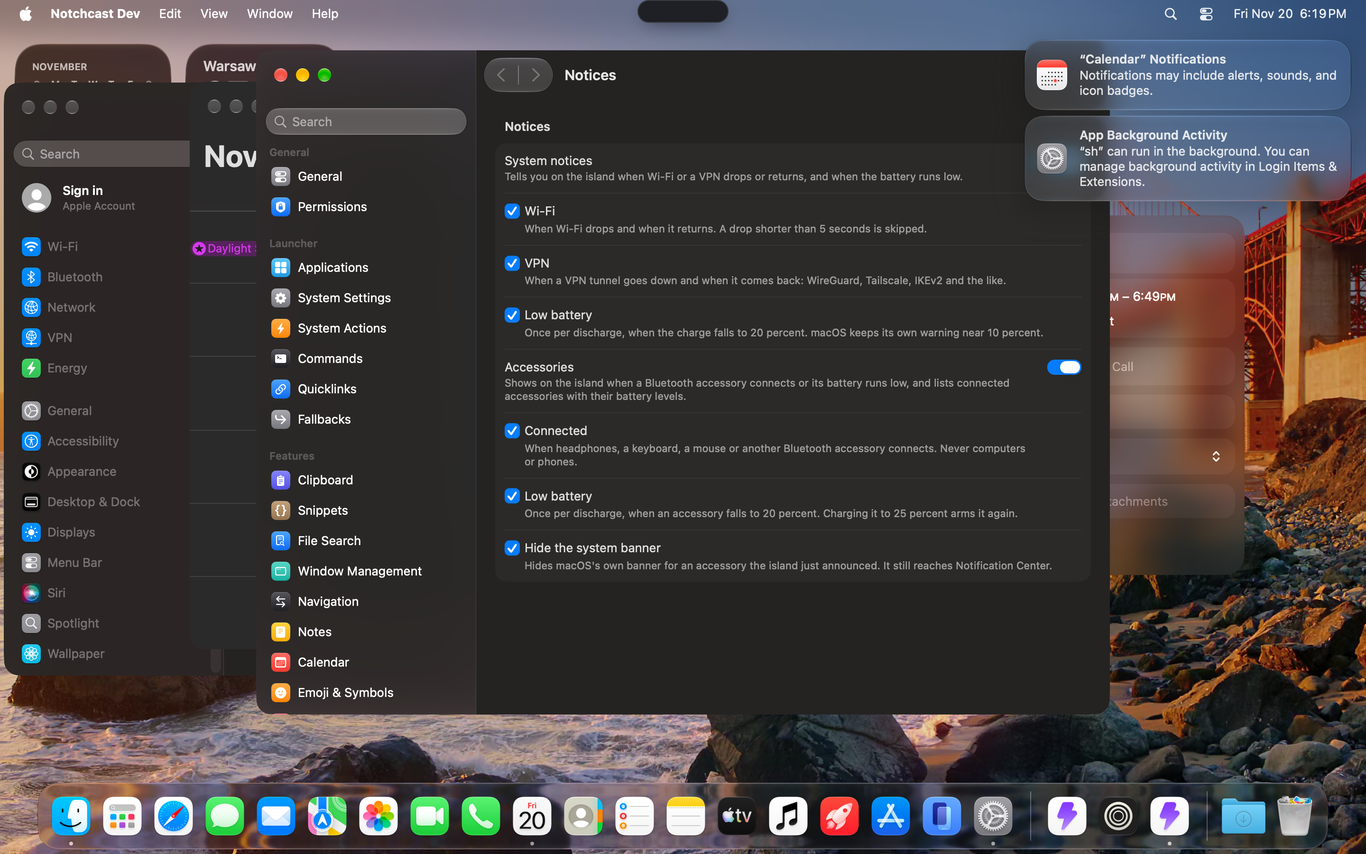 Notchcast Dev Edit View Window Help
Fri Nov 20 6:19 PM
NOVEMBER
Warsaw
Search
Sign in
Apple Account
Wi-Fi
Bluetooth
Network
VPN
Energy
General
Accessibility
Appearance
Desktop & Dock
Displays
Menu Bar
Siri
Spotlight
Wallpaper
Nov
Daylight
Search
General
General
Permissions
Launcher
Applications
System Settings
System Actions
Commands
Quicklinks
Fallbacks
Features
Clipboard
Snippets
File Search
Window Management
Navigation
Notes
Calendar
Emoji & Symbols
Notices
Notices
System notices
Tells you on the island when Wi-Fi or a VPN drops or returns, and when the battery runs low.
Wi-Fi
When Wi-Fi drops and when it returns. A drop shorter than 5 seconds is skipped.
VPN
When a VPN tunnel goes down and when it comes back: WireGuard, Tailscale, IKEv2 and the like.
Low battery
Once per discharge, when the charge falls to 20 percent. macOS keeps its own warning near 10 percent.
Accessories
Shows on the island when a Bluetooth accessory connects or its battery runs low, and lists connected
accessories with their battery levels.
Connected
When headphones, a keyboard, a mouse or another Bluetooth accessory connects. Never computers
or phones.
Low battery
Once per discharge, when an accessory falls to 20 percent. Charging it to 25 percent arms it again.
Hide the system banner
Hides macOS's own banner for an accessory the island just announced. It still reaches Notification Center.
“Calendar” Notifications
Notifications may include alerts, sounds, and
icon badges.
App Background Activity
“sh” can run in the background. You can
manage background activity in Login Items &
Extensions.
M – 6:49PM
t
Call
tachments
Fri
20
tv